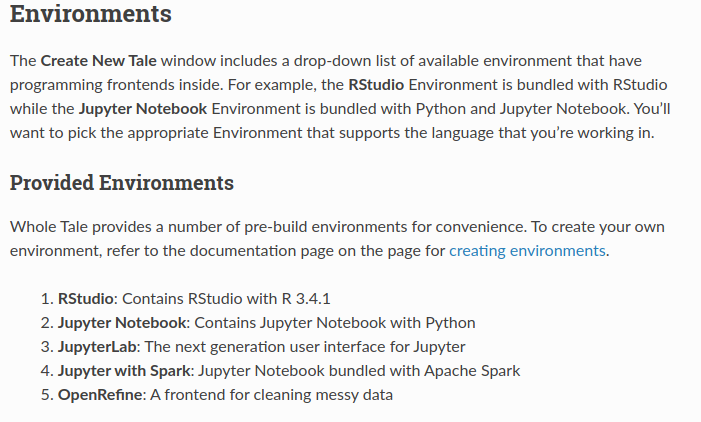 Environments
The Create New Tale window includes a drop-down list of available environment that have
programming frontends inside. For example, the RStudio Environment is bundled with RStudio
while the Jupyter Notebook Environment is bundled with Python and Jupyter Notebook. You’ll
want to pick the appropriate Environment that supports the language that you’re working in.
Provided Environments
Whole Tale provides a number of pre-build environments for convenience. To create your own
environment, refer to the documentation page on the page for creating environments.
1. RStudio: Contains RStudio with R 3.4.1
2. Jupyter Notebook: Contains Jupyter Notebook with Python
3. JupyterLab: The next generation user interface for Jupyter
4. Jupyter with Spark: Jupyter Notebook bundled with Apache Spark
5. OpenRefine: A frontend for cleaning messy data